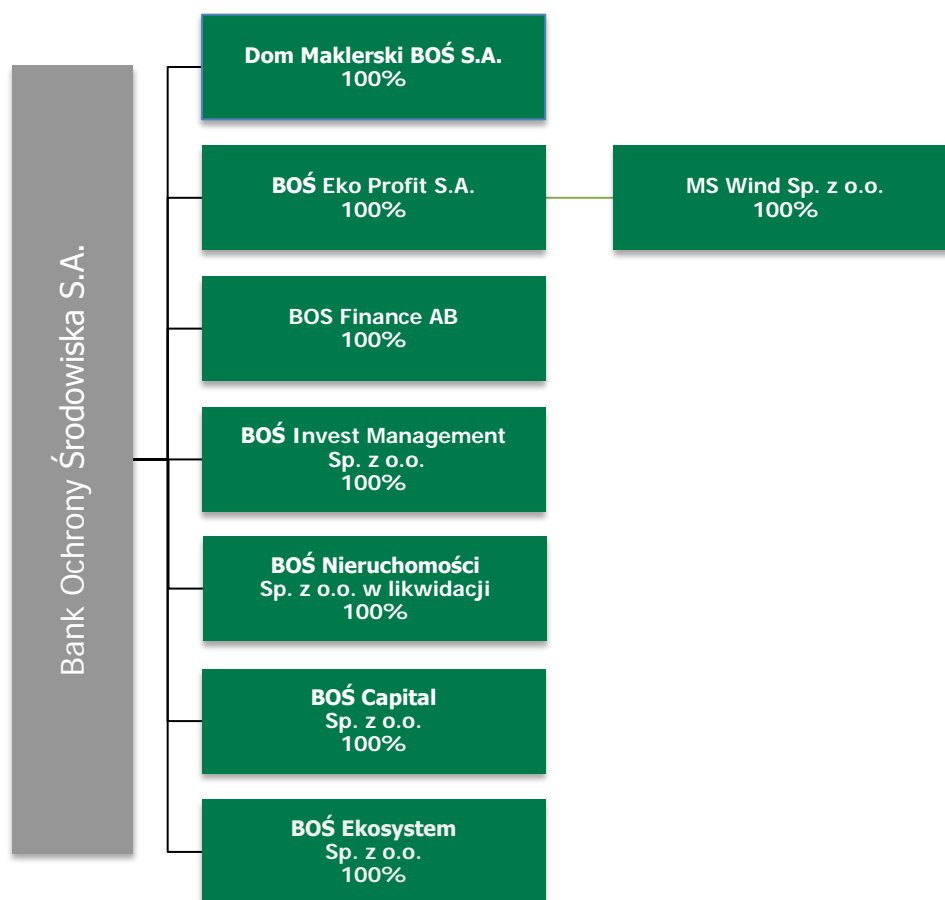 Bank Ochrony Środowiska S.A.
Dom Maklerski BOŚ S.A.
100%
BOŚ Eko Profit S.A.
100%
MS Wind Sp. z o.o.
100%
BOS Finance AB
100%
BOŚ Invest Management
Sp. z o.o.
100%
BOŚ Nieruchomości
Sp. z o.o. w likwidacji
100%
BOŚ Capital
Sp. z o.o.
100%
BOŚ Ekosystem
Sp. z o.o.
100%